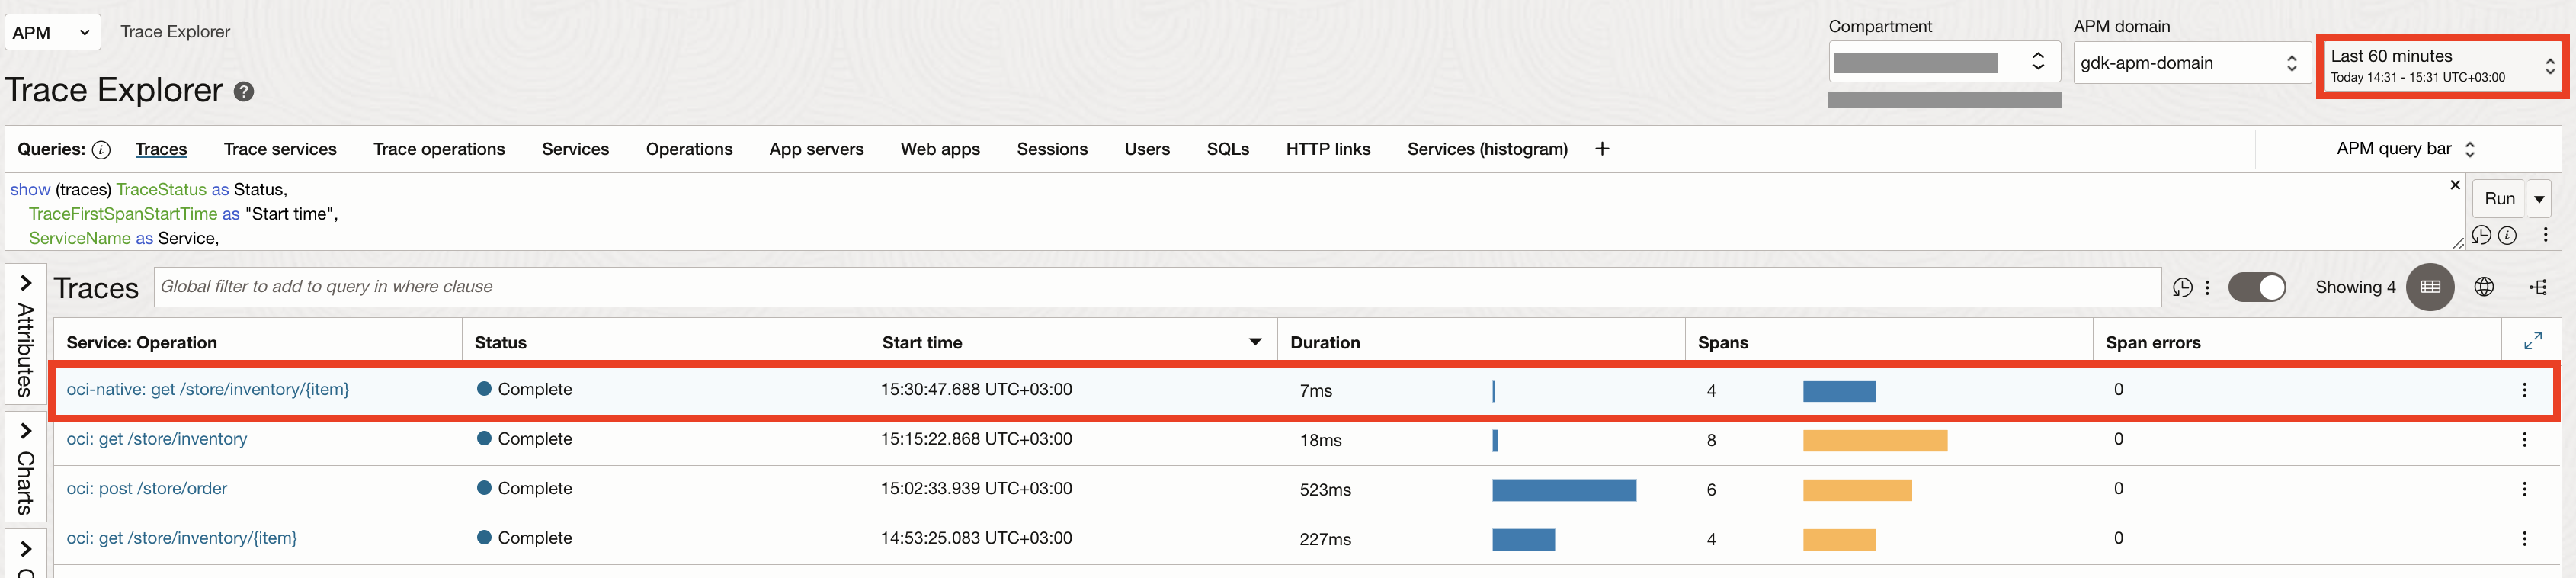 APM
Trace Explorer
Compartment
APM domain
gdk-apm-domain
Last 60 minutes
Today 14:31 - 15:31 UTC+03:00
Trace Explorer ?
Queries: i Traces Trace services Trace operations Services Operations App servers Web apps Sessions Users SQLs HTTP links Services (histogram) + APM query bar
show (traces) TraceStatus as Status,
TraceFirstSpanStartTime as "Start time",
ServiceName as Service,
Run
Attributes
Charts
Traces Global filter to add to query in where clause Showing 4
Service: Operation Status Start time Duration Spans Span errors
oci-native: get /store/inventory/{item} Complete 15:30:47.688 UTC+03:00 7ms 4 0
oci: get /store/inventory Complete 15:15:22.868 UTC+03:00 18ms 8 0
oci: post /store/order Complete 15:02:33.939 UTC+03:00 523ms 6 0
oci: get /store/inventory/{item} Complete 14:53:25.083 UTC+03:00 227ms 4 0